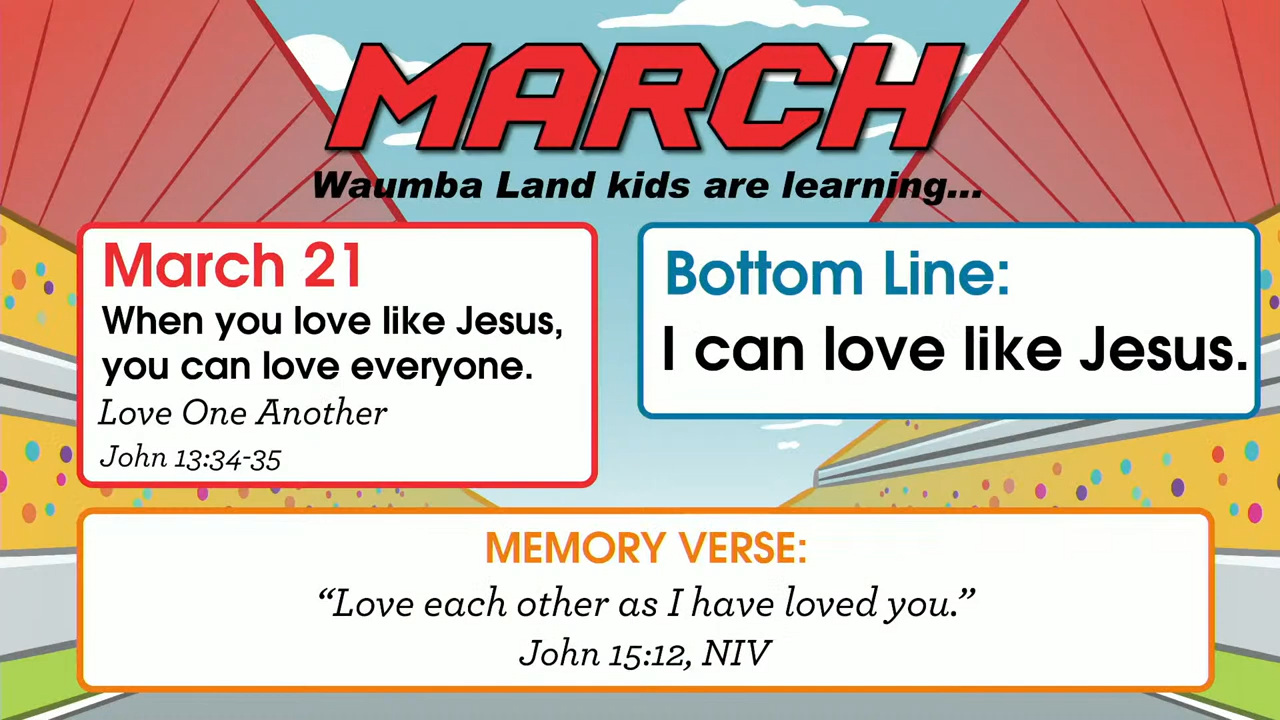 MARCH
Waumba Land kids are learning...
March 21
When you love like Jesus,
you can love everyone.
Love One Another
John 13:34-35
Bottom Line:
I can love like Jesus.
MEMORY VERSE:
“Love each other as I have loved you.”
John 15:12, NIV